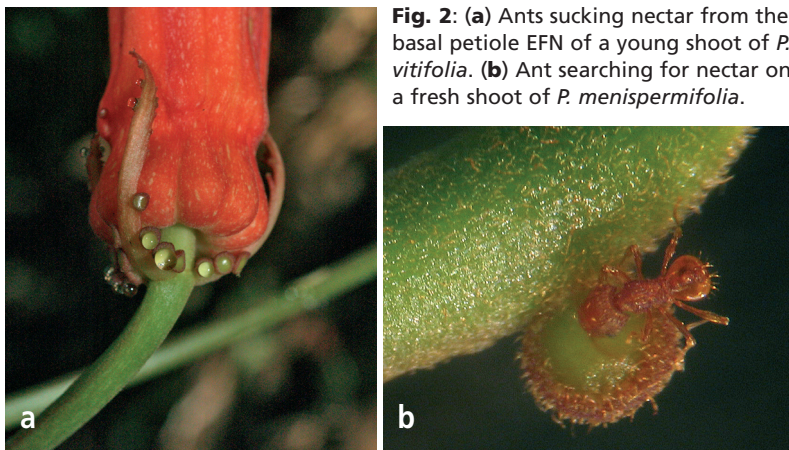 Fig. 2: (a) Ants sucking nectar from the
basal petiole EFN of a young shoot of P.
vitifolia. (b) Ant searching for nectar on
a fresh shoot of P. menispermifolia.
a
b